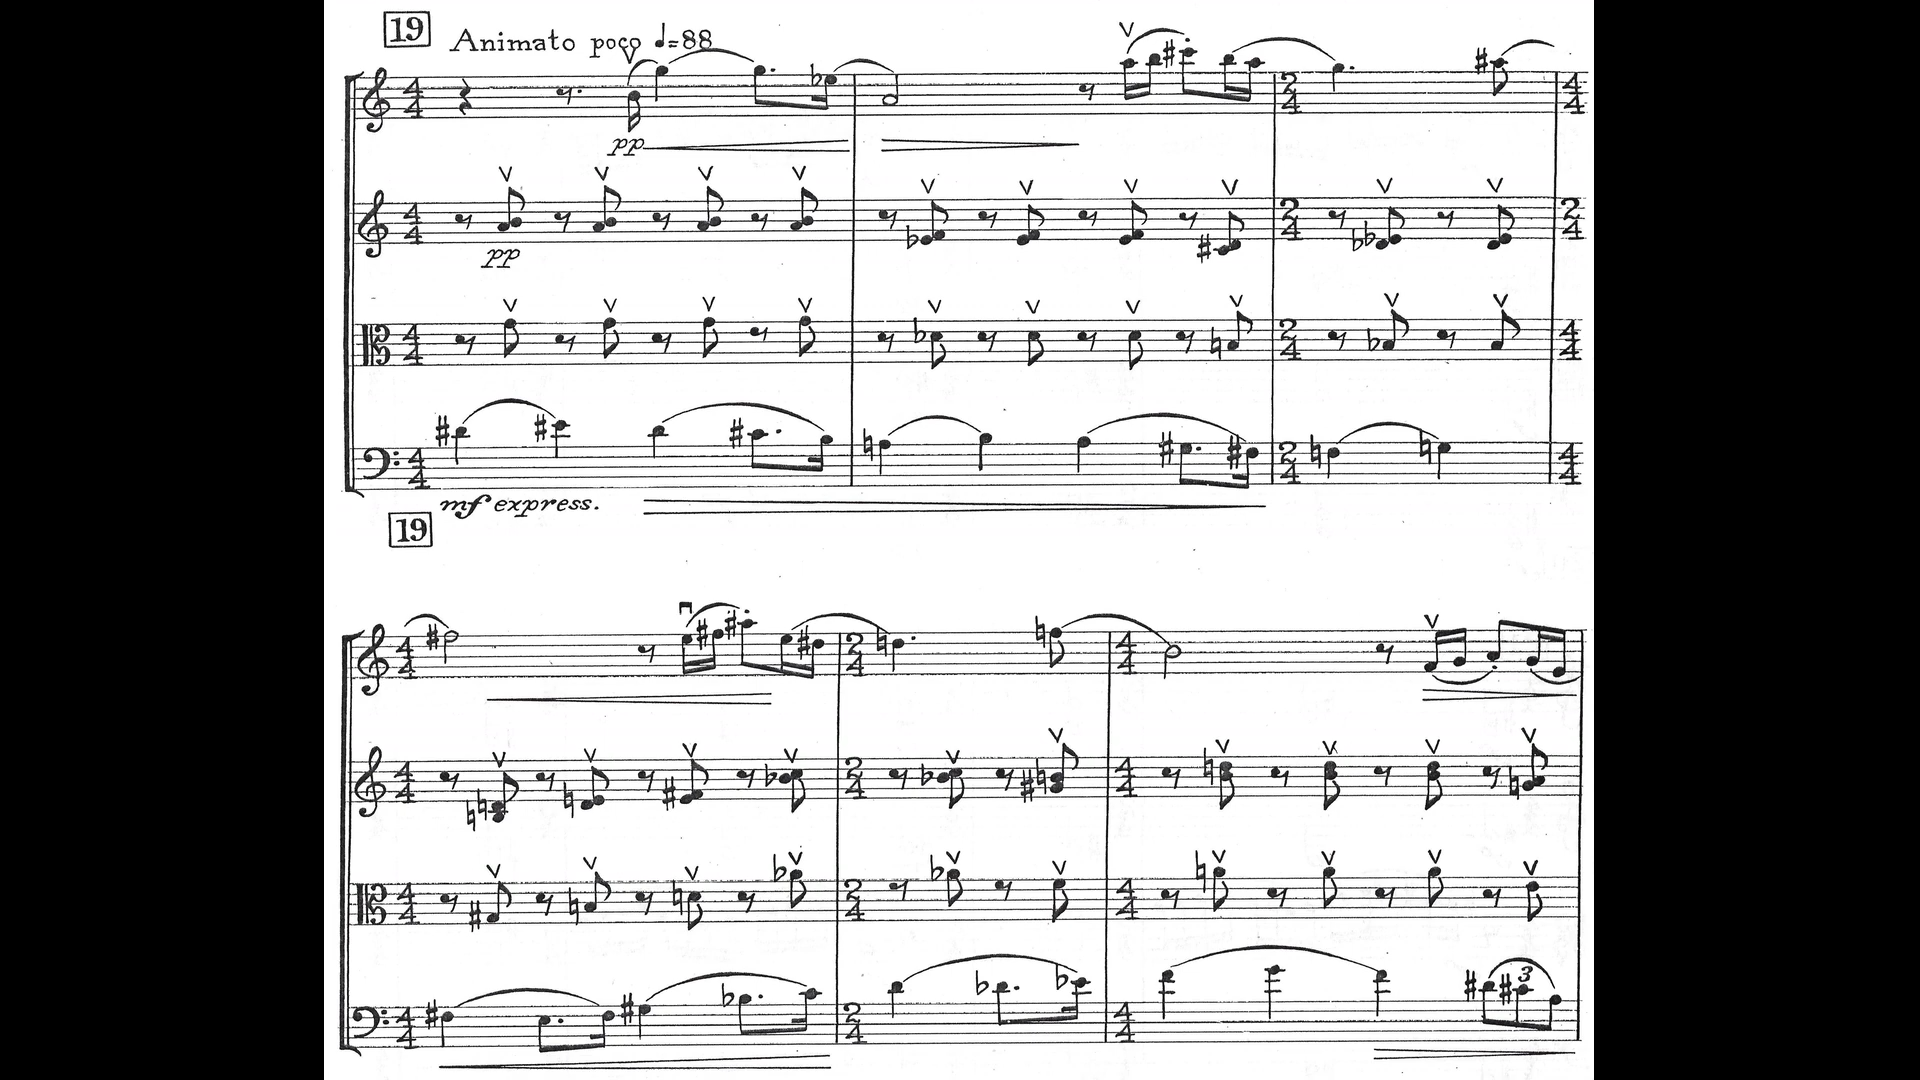 19
Animato poco ♩=88
pp
pp
mf express.
19
3